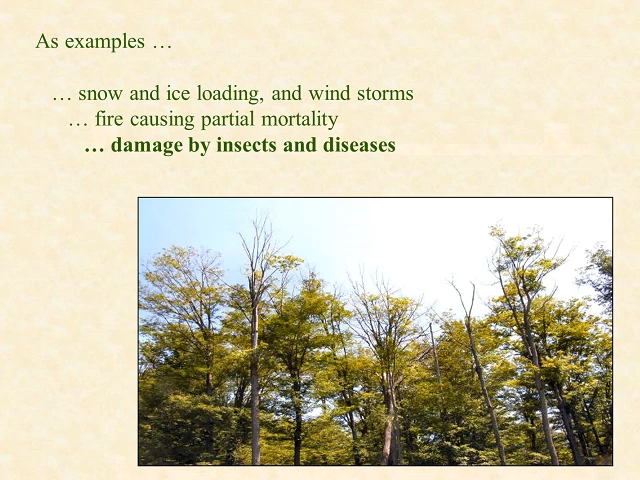 As examples …
… snow and ice loading, and wind storms
… fire causing partial mortality
… damage by insects and diseases